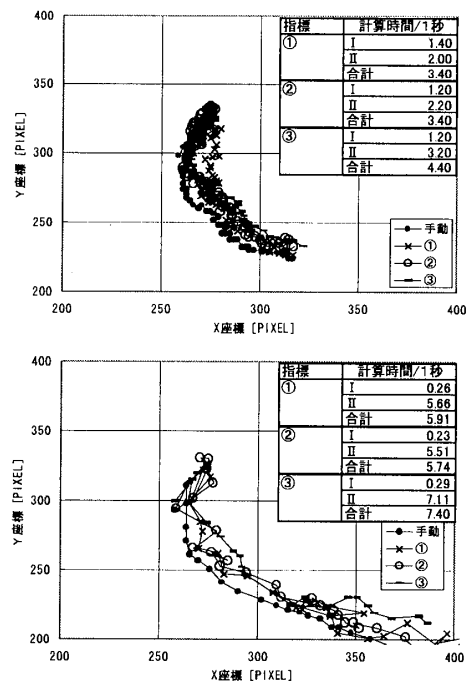 指標 計算時間/1秒
① Ⅰ 1.40
Ⅱ 2.00
合計 3.40
② Ⅰ 1.20
Ⅱ 2.20
合計 3.40
③ Ⅰ 1.20
Ⅱ 3.20
合計 4.40
400
350
300
250
200
Y座標 [PIXEL]
手動
①
②
③
200 250 300 350 400
X座標 [PIXEL]
指標 計算時間/1秒
① Ⅰ 0.26
Ⅱ 5.66
合計 5.91
② Ⅰ 0.23
Ⅱ 5.51
合計 5.74
③ Ⅰ 0.29
Ⅱ 7.11
合計 7.40
400
350
300
250
200
Y座標 [PIXEL]
手動
①
②
③
200 250 300 350 400
X座標 [PIXEL]